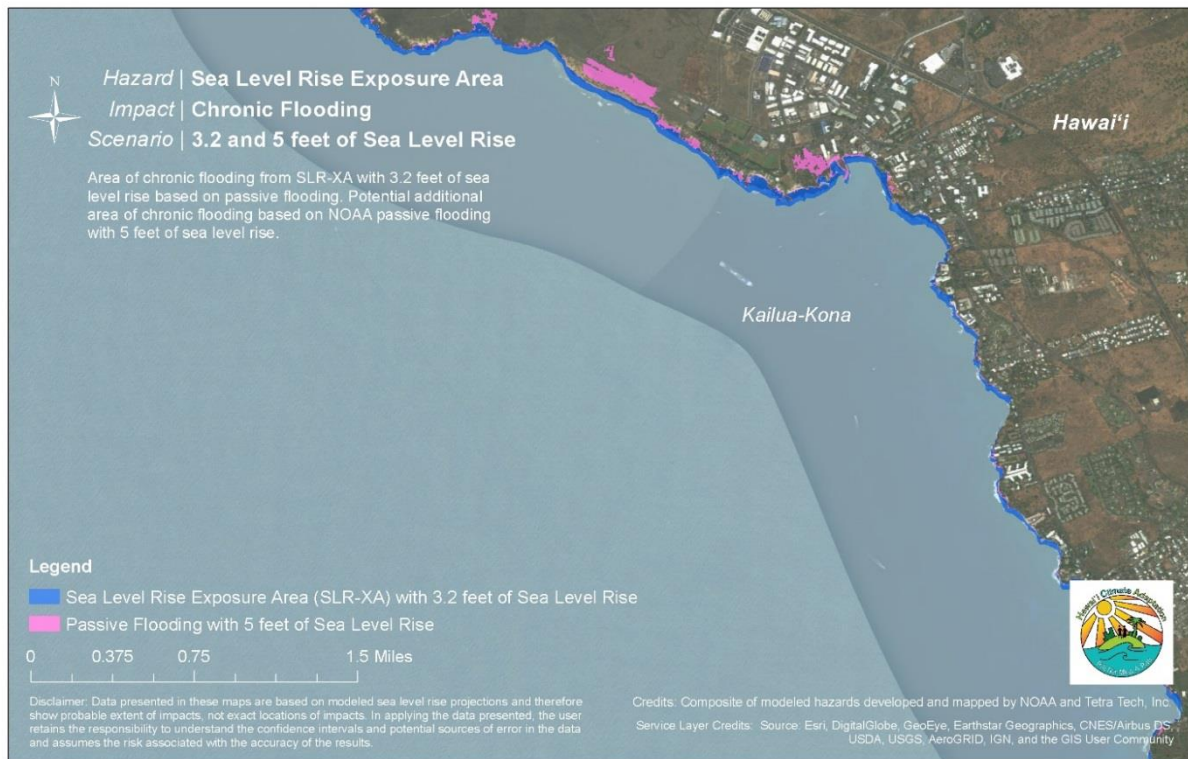 N
Hazard | Sea Level Rise Exposure Area
Impact | Chronic Flooding
Scenario | 3.2 and 5 feet of Sea Level Rise
Area of chronic flooding from SLR-XA with 3.2 feet of sea
level rise based on passive flooding. Potential additional
area of chronic flooding based on NOAA passive flooding
with 5 feet of sea level rise.
Hawai‘i
Kailua-Kona
Legend
Sea Level Rise Exposure Area (SLR-XA) with 3.2 feet of Sea Level Rise
Passive Flooding with 5 feet of Sea Level Rise
0 0.375 0.75 1.5 Miles
Disclaimer: Data presented in these maps are based on modeled sea level rise projections and therefore
show probable extent of impacts, not exact locations of impacts. In applying the data presented, the user
retains the responsibility to understand the confidence intervals and potential sources of error in the data
and assumes the risk associated with the accuracy of the results.
Hawai‘i Climate Adaptation
Credits: Composite of modeled hazards developed and mapped by NOAA and Tetra Tech, Inc.
Service Layer Credits: Source: Esri, DigitalGlobe, GeoEye, Earthstar Geographics, CNES/Airbus DS,
USDA, USGS, AeroGRID, IGN, and the GIS User Community